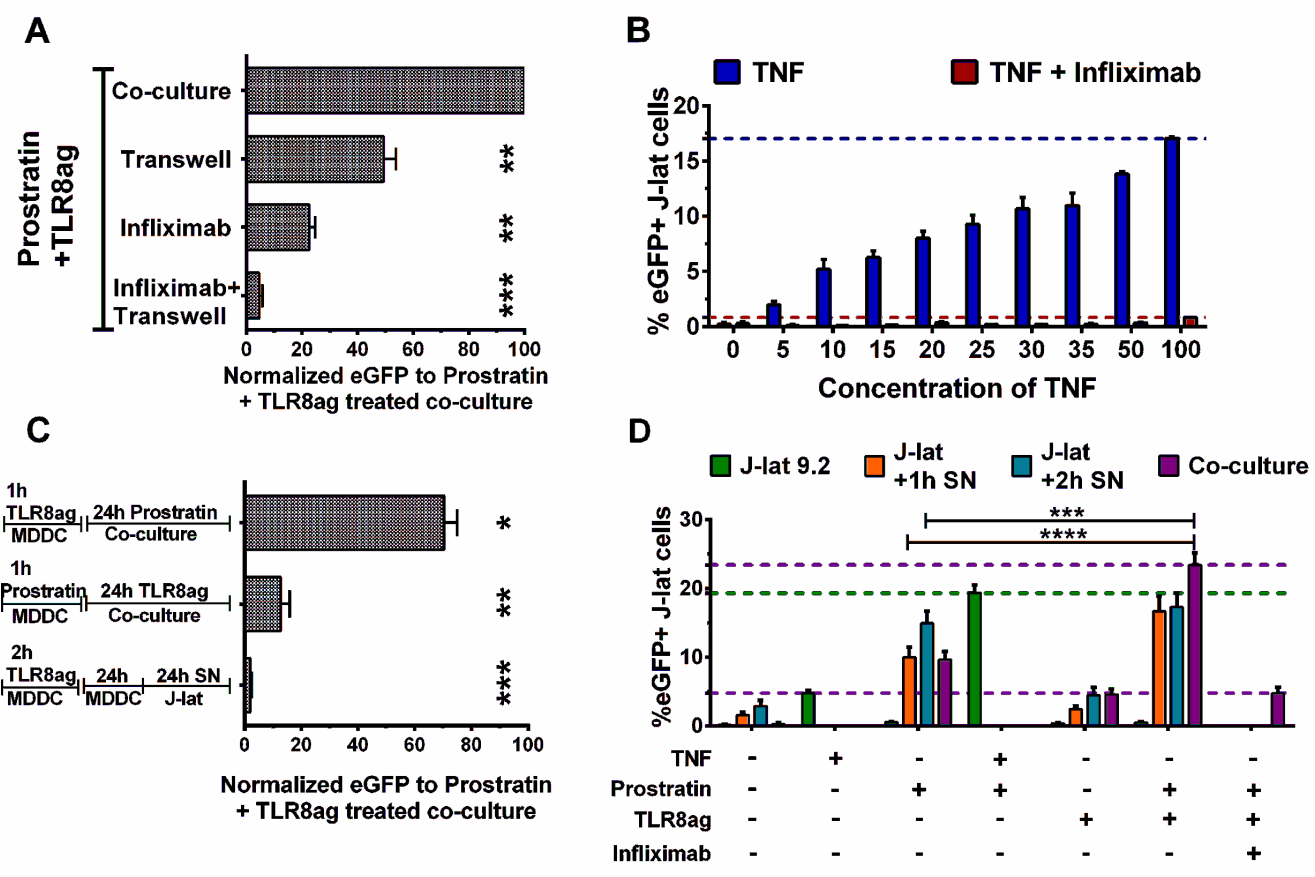 A
Prostratin
+TLR8ag
Co-culture
Transwell
**
Infliximab
**
Infliximab+
Transwell
***
0 20 40 60 80 100
Normalized eGFP to Prostratin
+ TLR8ag treated co-culture
B
TNF TNF + Infliximab
% eGFP+ J-lat cells
20
15
10
5
0
0 5 10 15 20 25 30 35 50 100
Concentration of TNF
C
1h
TLR8ag 24h Prostratin
MDDC Co-culture
*
1h
Prostratin 24h TLR8ag
MDDC Co-culture
**
2h
TLR8ag 24h 24h SN
MDDC MDDC J-lat
***
0 20 40 60 80 100
Normalized eGFP to Prostratin
+ TLR8ag treated co-culture
D
J-lat 9.2
J-lat
+1h SN
J-lat
+2h SN
Co-culture
%eGFP+ J-lat cells
30
20
10
0
***
****
TNF - + - + - - -
Prostratin - - + + - + +
TLR8ag - - - - + + +
Infliximab - - - - - - +